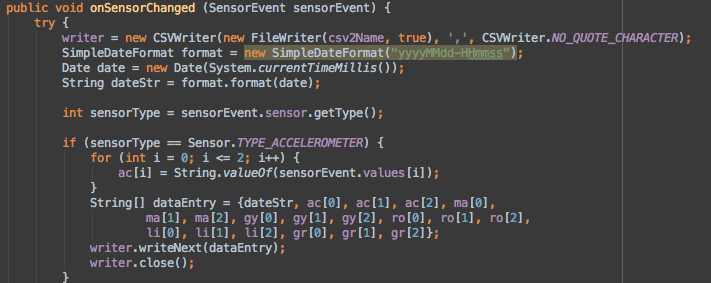 public void onSensorChanged (SensorEvent sensorEvent) {
try {
writer = new CSVWriter(new FileWriter(csv2Name, true), ',', CSVWriter.NO_QUOTE_CHARACTER);
SimpleDateFormat format = new SimpleDateFormat("yyyyMMdd-HHmmss");
Date date = new Date(System.currentTimeMillis());
String dateStr = format.format(date);
int sensorType = sensorEvent.sensor.getType();
if (sensorType == Sensor.TYPE_ACCELEROMETER) {
for (int i = 0; i <= 2; i++) {
ac[i] = String.valueOf(sensorEvent.values[i]);
}
String[] dataEntry = {dateStr, ac[0], ac[1], ac[2], ma[0],
ma[1], ma[2], gy[0], gy[1], gy[2], ro[0], ro[1], ro[2],
li[0], li[1], li[2], gr[0], gr[1], gr[2]};
writer.writeNext(dataEntry);
writer.close();
}